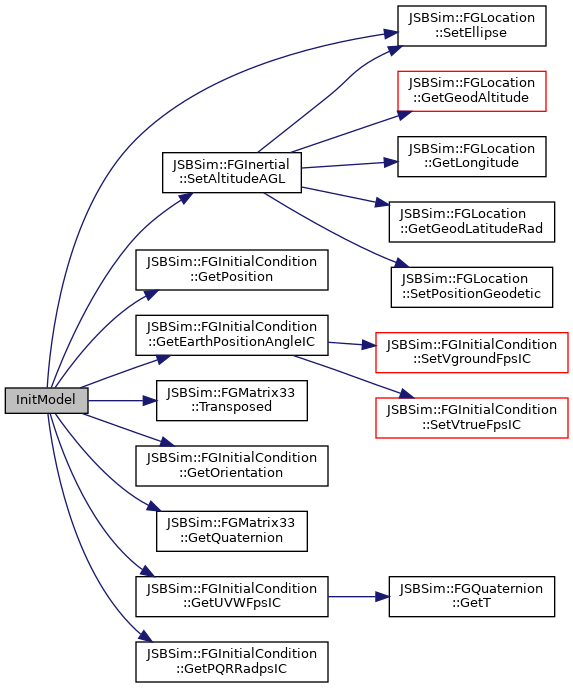 InitModel
JSBSim::FGLocation
::SetEllipse
JSBSim::FGInertial
::SetAltitudeAGL
JSBSim::FGLocation
::GetGeodAltitude
JSBSim::FGLocation
::GetLongitude
JSBSim::FGLocation
::GetGeodLatitudeRad
JSBSim::FGLocation
::SetPositionGeodetic
JSBSim::FGInitialCondition
::GetPosition
JSBSim::FGInitialCondition
::GetEarthPositionAngleIC
JSBSim::FGInitialCondition
::SetVgroundFpsIC
JSBSim::FGInitialCondition
::SetVtrueFpsIC
JSBSim::FGMatrix33
::Transposed
JSBSim::FGInitialCondition
::GetOrientation
JSBSim::FGMatrix33
::GetQuaternion
JSBSim::FGInitialCondition
::GetUVWFpsIC
JSBSim::FGQuaternion
::GetT
JSBSim::FGInitialCondition
::GetPQRRadpsIC